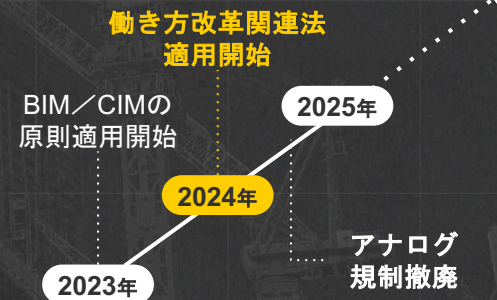 働き方改革関連法
適用開始
BIM／CIMの
原則適用開始
2025年
2024年
アナログ
規制撤廃
2023年